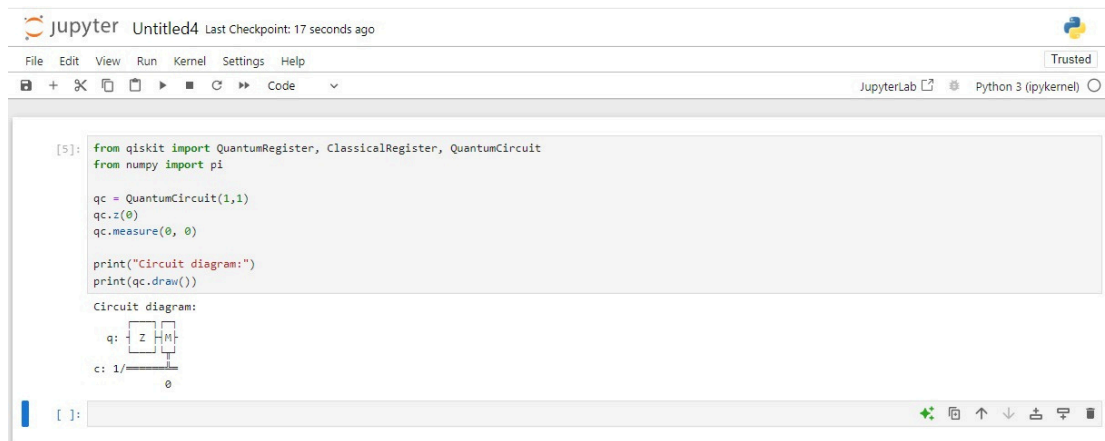 jupyter Untitled4 Last Checkpoint: 17 seconds ago
File Edit View Run Kernel Settings Help Trusted
Code JupyterLab Python 3 (ipykernel)
[5]: from qiskit import QuantumRegister, ClassicalRegister, QuantumCircuit
from numpy import pi
qc = QuantumCircuit(1,1)
qc.z(0)
qc.measure(0, 0)
print("Circuit diagram:")
print(qc.draw())
Circuit diagram:
q: ┤ Z ├┤M├
c: 1/══════╩═
0
[ ]: